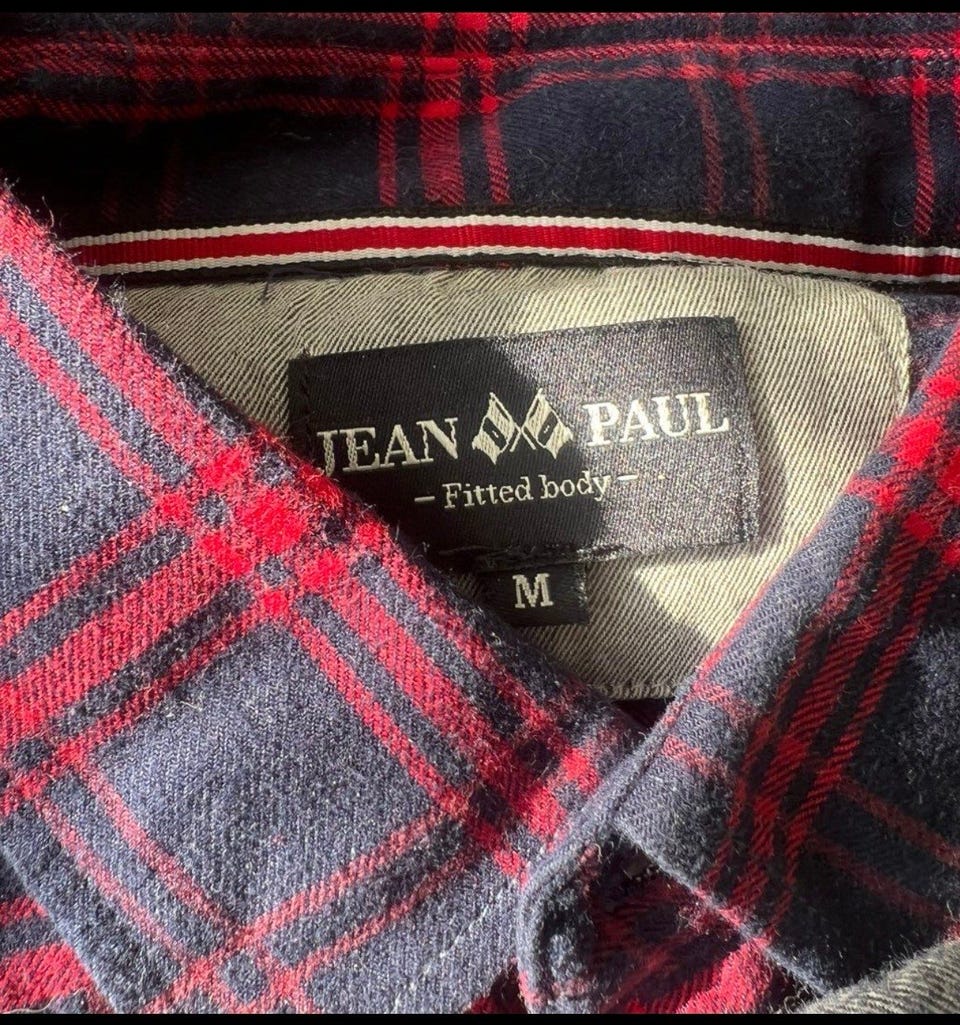 JEAN PAUL
– Fitted body –
M